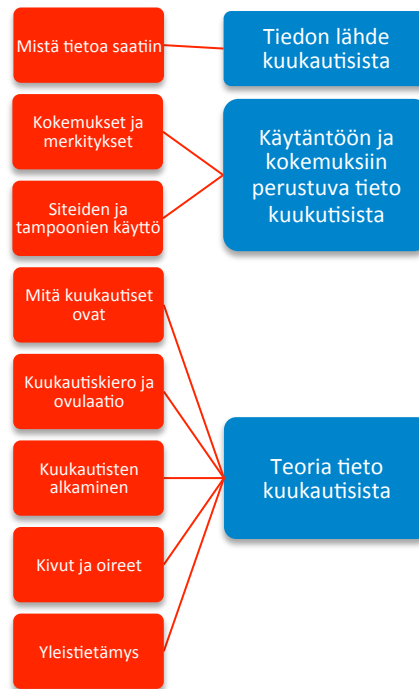 Mistä tietoa saatiin
Tiedon lähde
kuukautisista
Kokemukset ja
merkitykset
Siteiden ja
tampoonien käyttö
Käytäntöön ja
kokemuksiin
perustuva tieto
kuukutisista
Mitä kuukautiset
ovat
Kuukautiskiero ja
ovulaatio
Kuukautisten
alkaminen
Kivut ja oireet
Yleistietämys
Teoria tieto
kuukautisista